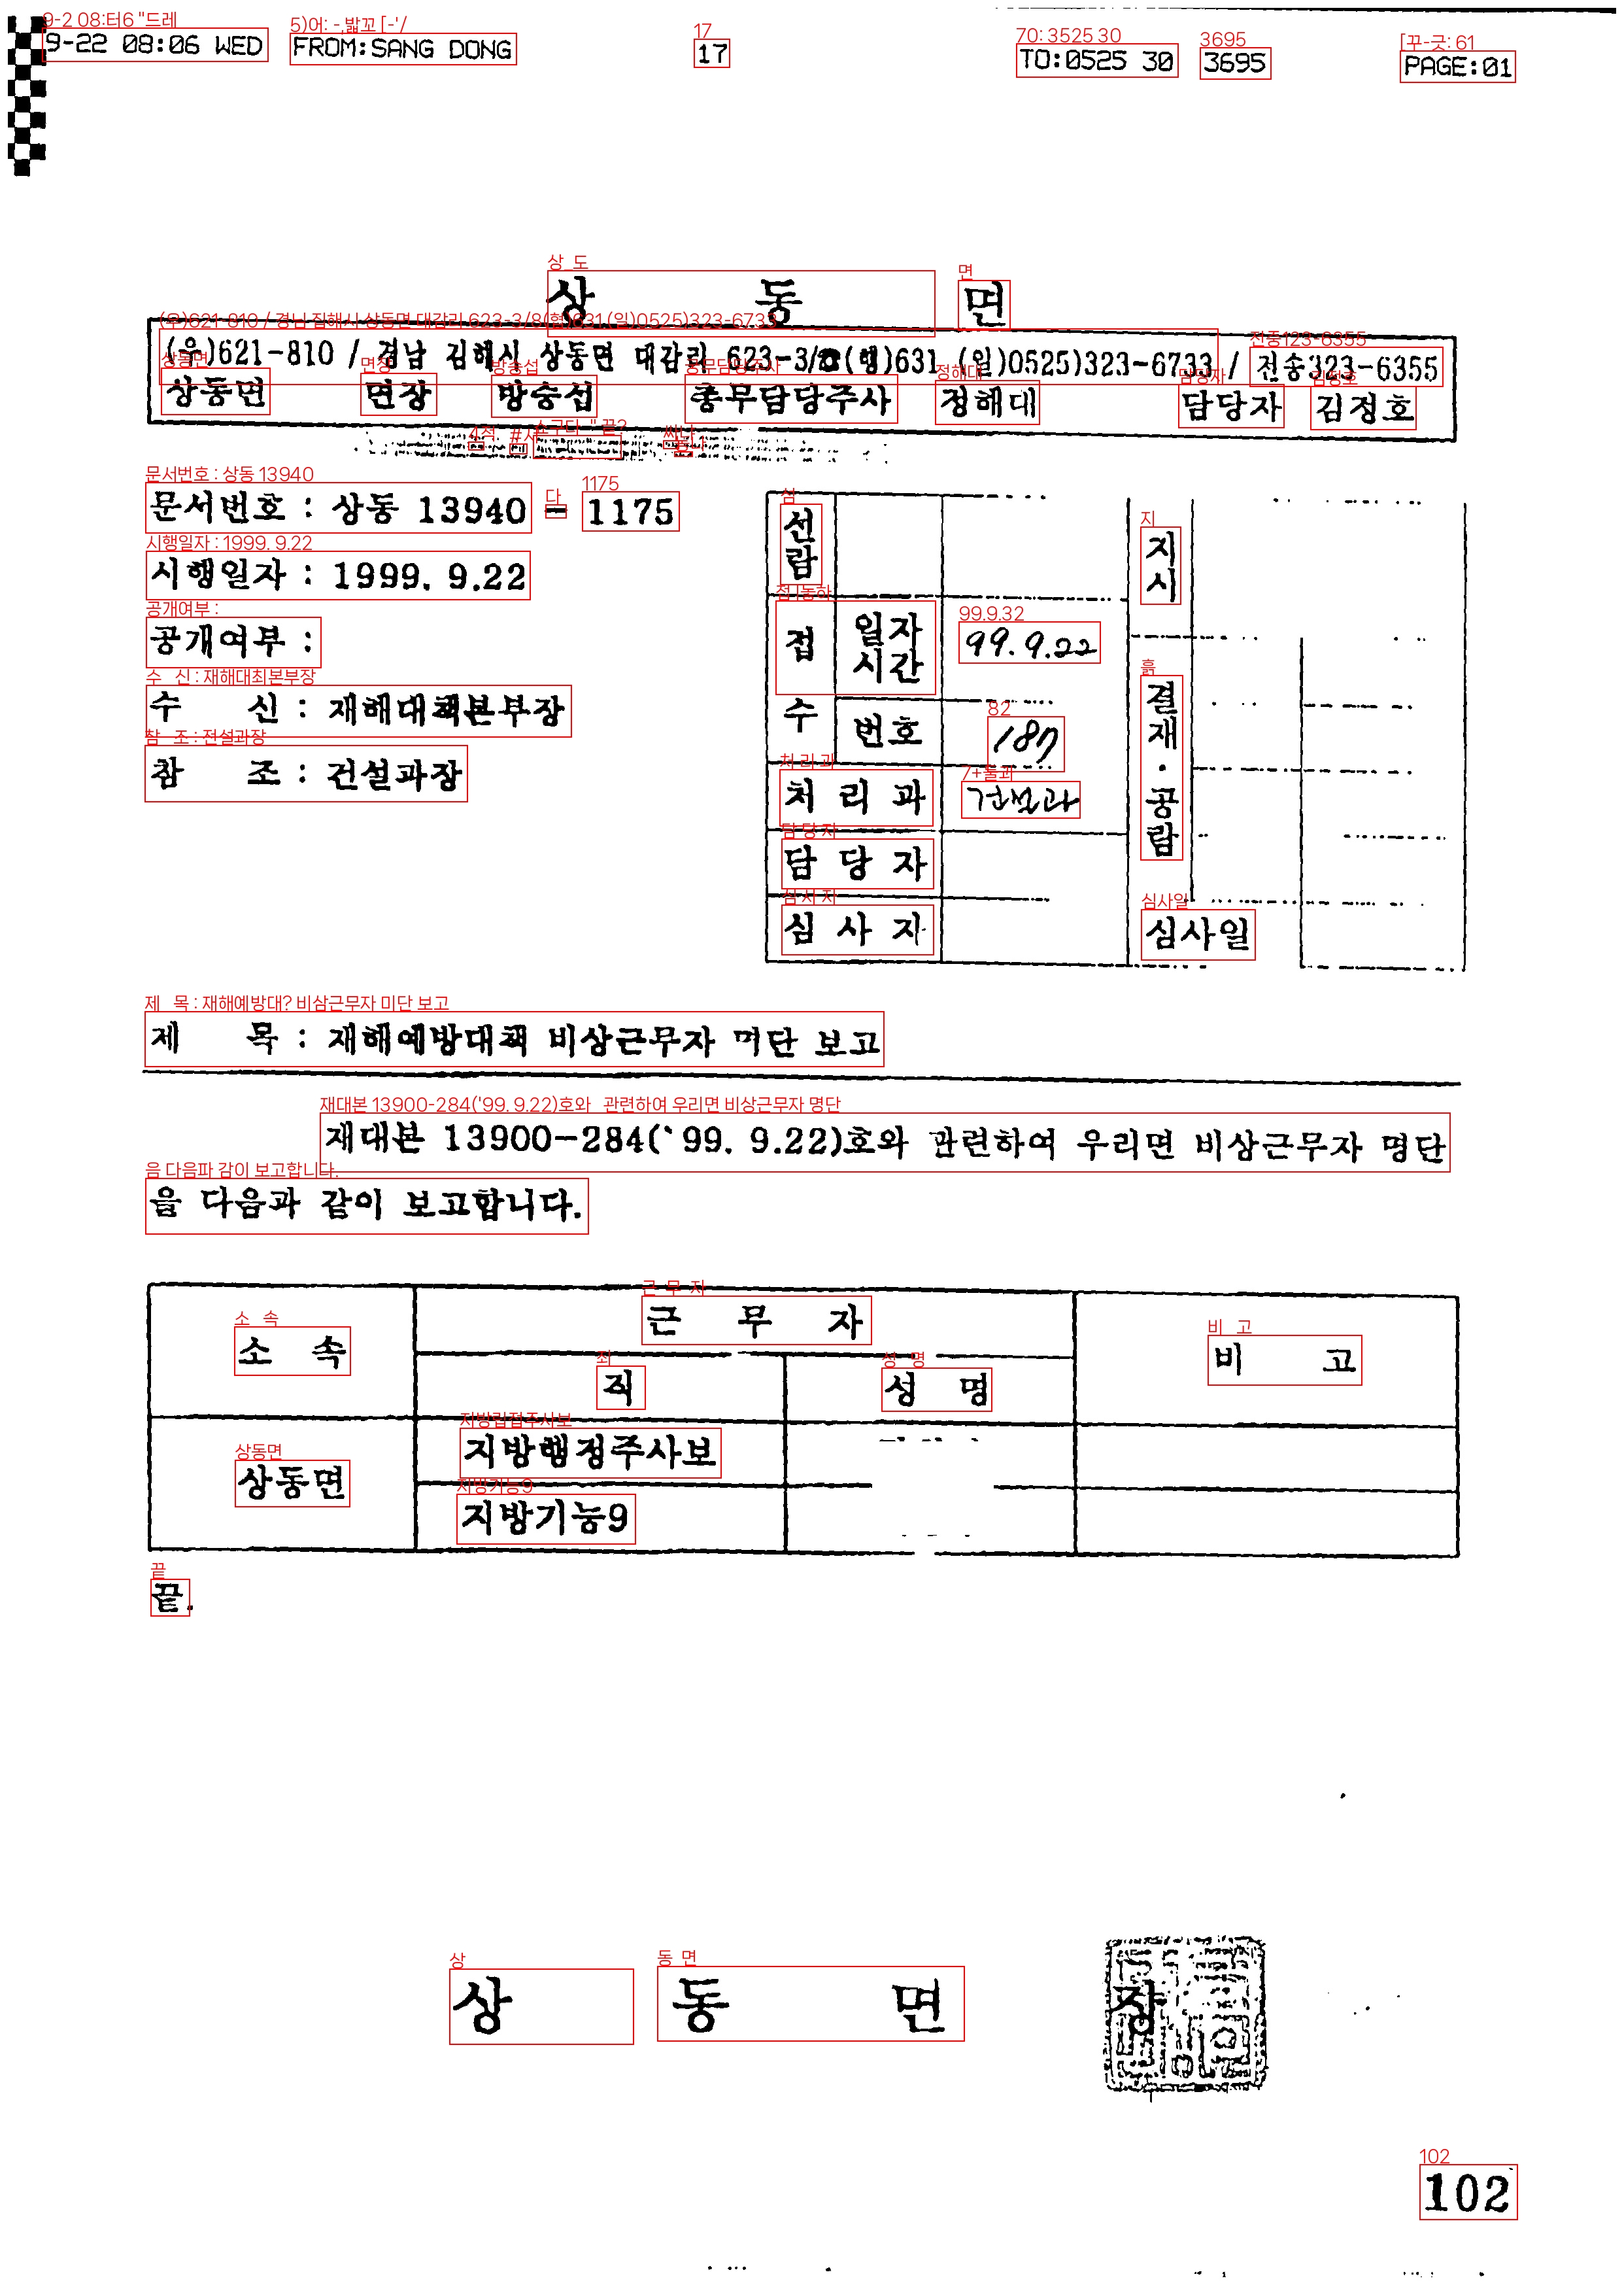 9-22 08:06 WED FROM:SANG DONG 17 TO:0525 30 3695 PAGE:01
상 동 면
(우)621-810 / 경남 김해시 상동면 대감리 623-3/☎(행)631 (일)0525)323-6733 / 전송323-6355
상동면 면장 방승섭 총무담당주사 정해대 담당자 김정호
문서번호 : 상동 13940 - 1175
시행일자 : 1999. 9.22
공개여부 :
수 신 : 재해대책본부장
참 조 : 건설과장
선람 지시
접수 일자시간 99.9.22
번호 187
결재·공람
처리과 건설과
담당자
심사자 심사일
제 목 : 재해예방대책 비상근무자 명단 보고
재대본 13900-284(`99. 9.22)호와 관련하여 우리면 비상근무자 명단
을 다음과 같이 보고합니다.
소 속 근 무 자 비 고
직 성 명
상동면 지방행정주사보
지방기능9
끝.
상 동 면 장
102